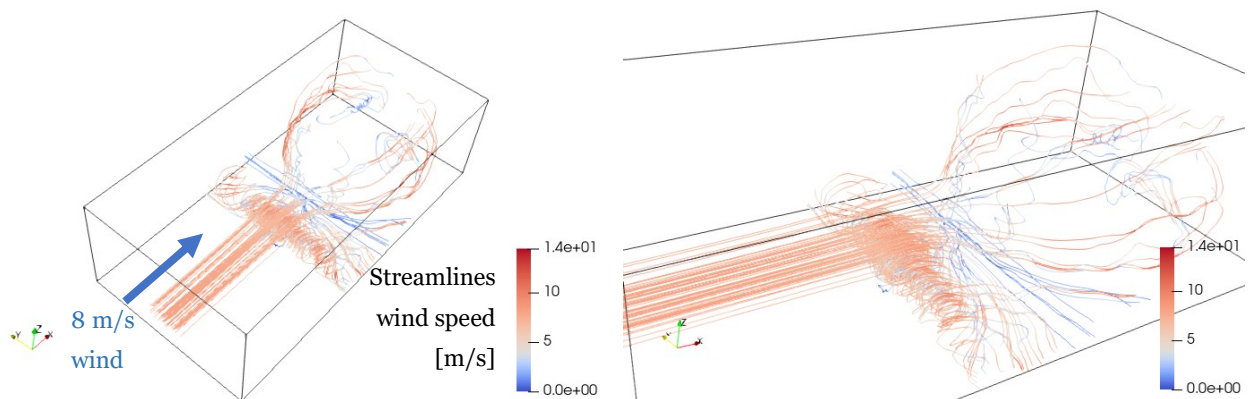 8 m/s
wind
Streamlines
wind speed
[m/s]
1.4e+01
10
5
0.0e+00
Y
Z
X
1.4e+01
10
5
0.0e+00
Z
X